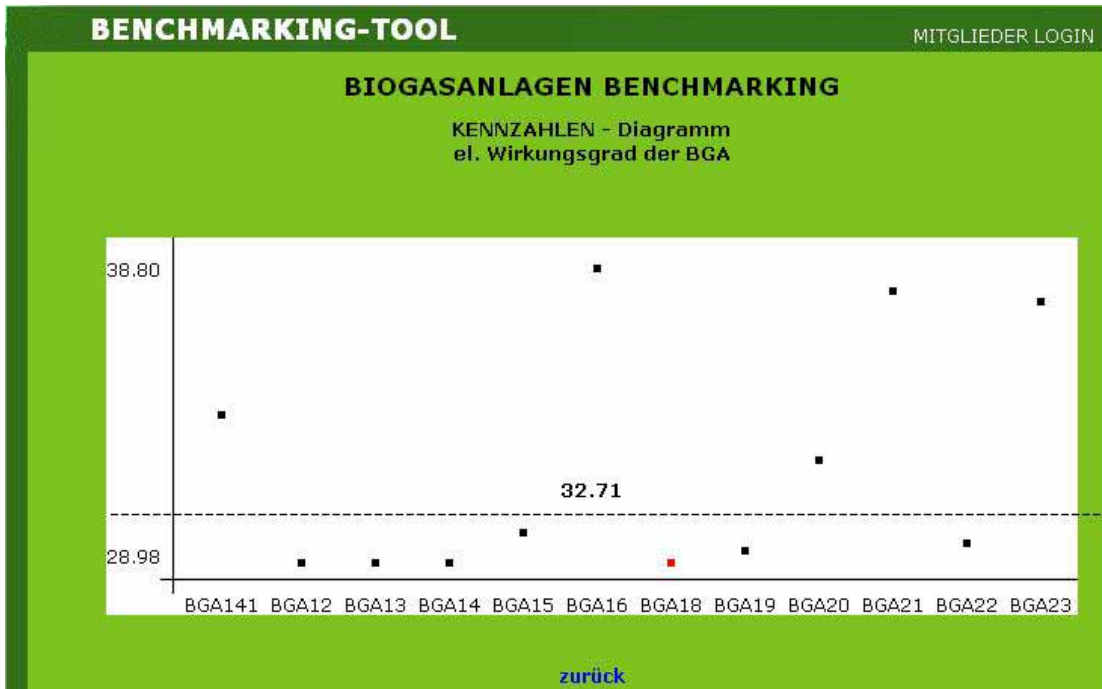 BENCHMARKING-TOOL
MITGLIEDER LOGIN
BIOGASANLAGEN BENCHMARKING
KENNZAHLEN - Diagramm
el. Wirkungsgrad der BGA
38.80
32.71
28.98
BGA141 BGA12 BGA13 BGA14 BGA15 BGA16 BGA18 BGA19 BGA20 BGA21 BGA22 BGA23
zurück